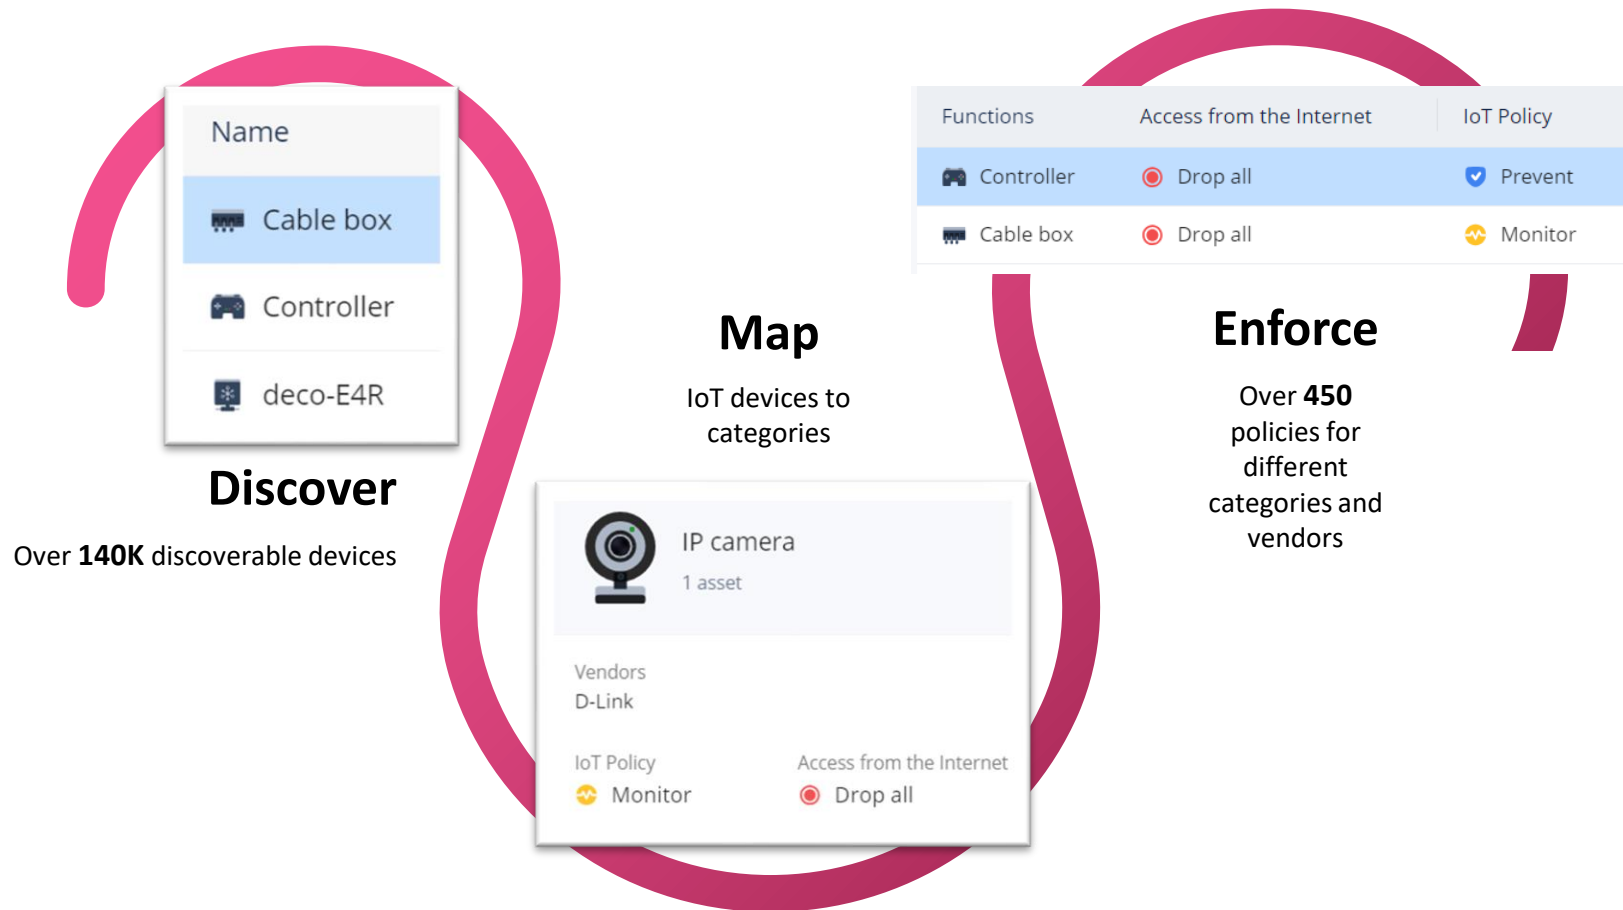 Name
Cable box
Controller
deco-E4R
Discover
Over 140K discoverable devices
Map
IoT devices to
categories
IP camera
1 asset
Vendors
D-Link
IoT Policy Access from the Internet
Monitor Drop all
Functions Access from the Internet IoT Policy
Controller Drop all Prevent
Cable box Drop all Monitor
Enforce
Over 450
policies for
different
categories and
vendors